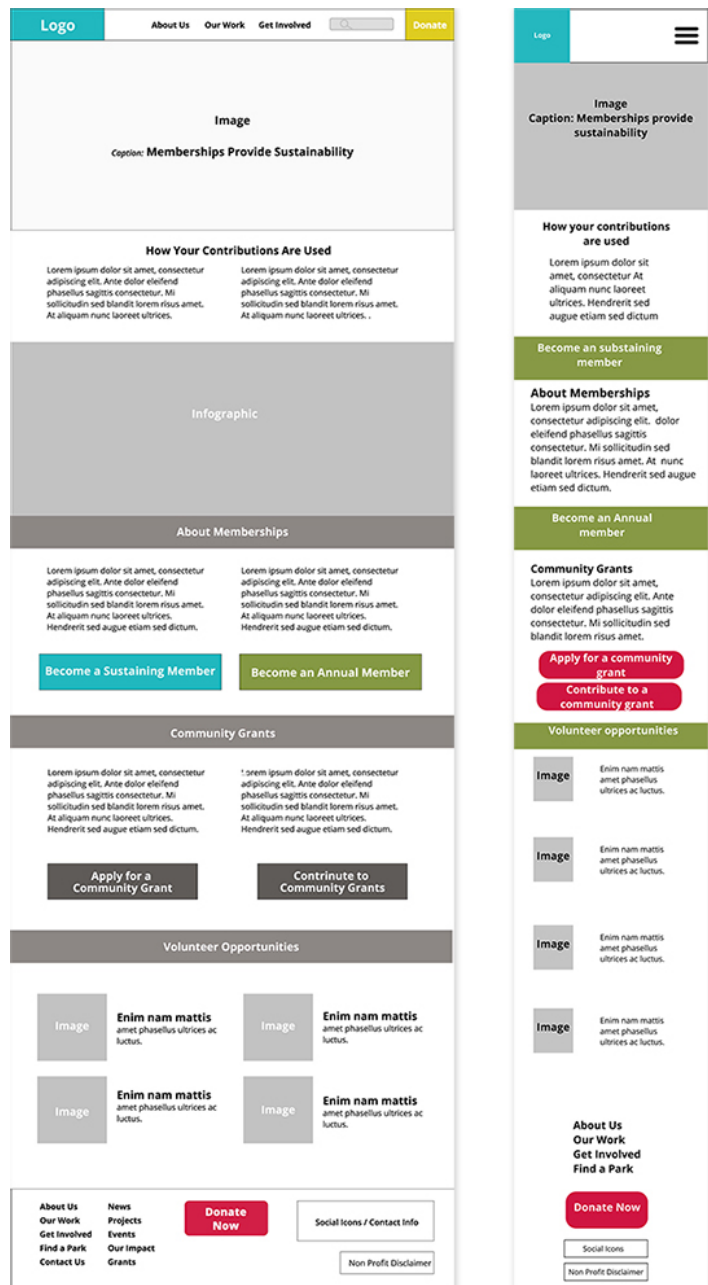 Logo
About Us Our Work Get Involved
Donate
Image
Caption: Memberships Provide Sustainability
How Your Contributions Are Used
Lorem ipsum dolor sit amet, consectetur
adipiscing elit. Ante dolor eleifend
phasellus sagittis consectetur. Mi
sollicitudin sed blandit lorem risus amet.
At aliquam nunc laoreet ultrices.
Lorem ipsum dolor sit amet, consectetur
adipiscing elit. Ante dolor eleifend
phasellus sagittis consectetur. Mi
sollicitudin sed blandit lorem risus amet.
At aliquam nunc laoreet ultrices. .
Infographic
About Memberships
Lorem ipsum dolor sit amet, consectetur
adipiscing elit. Ante dolor eleifend
phasellus sagittis consectetur. Mi
sollicitudin sed blandit lorem risus amet.
At aliquam nunc laoreet ultrices.
Hendrerit sed augue etiam sed dictum.
Lorem ipsum dolor sit amet, consectetur
adipiscing elit. Ante dolor eleifend
phasellus sagittis consectetur. Mi
sollicitudin sed blandit lorem risus amet.
At aliquam nunc laoreet ultrices.
Hendrerit sed augue etiam sed dictum.
Become a Sustaining Member
Become an Annual Member
Community Grants
Lorem ipsum dolor sit amet, consectetur
adipiscing elit. Ante dolor eleifend
phasellus sagittis consectetur. Mi
sollicitudin sed blandit lorem risus amet.
At aliquam nunc laoreet ultrices.
Hendrerit sed augue etiam sed dictum.
Lorem ipsum dolor sit amet, consectetur
adipiscing elit. Ante dolor eleifend
phasellus sagittis consectetur. Mi
sollicitudin sed blandit lorem risus amet.
At aliquam nunc laoreet ultrices.
Hendrerit sed augue etiam sed dictum.
Apply for a
Community Grant
Contrinute to
Community Grants
Volunteer Opportunities
Image
Enim nam mattis
amet phasellus ultrices ac
luctus.
Image
Enim nam mattis
amet phasellus ultrices ac
luctus.
Image
Enim nam mattis
amet phasellus ultrices ac
luctus.
Image
Enim nam mattis
amet phasellus ultrices ac
luctus.
About Us
Our Work
Get Involved
Find a Park
Contact Us
News
Projects
Events
Our Impact
Grants
Donate
Now
Social Icons / Contact Info
Non Profit Disclaimer
Logo
Image
Caption: Memberships provide
sustainability
How your contributions
are used
Lorem ipsum dolor sit
amet, consectetur At
aliquam nunc laoreet
ultrices. Hendrerit sed
augue etiam sed dictum
Become an substaining
member
About Memberships
Lorem ipsum dolor sit amet,
consectetur adipiscing elit. dolor
eleifend phasellus sagittis
consectetur. Mi sollicitudin sed
blandit lorem risus amet. At nunc
laoreet ultrices. Hendrerit sed augue
etiam sed dictum.
Become an Annual
member
Community Grants
Lorem ipsum dolor sit amet,
consectetur adipiscing elit. Ante
dolor eleifend phasellus sagittis
consectetur. Mi sollicitudin sed
blandit lorem risus amet.
Apply for a community
grant
Contribute to a
community grant
Volunteer opportunities
Image
Enim nam mattis
amet phasellus
ultrices ac luctus.
Image
Enim nam mattis
amet phasellus
ultrices ac luctus.
Image
Enim nam mattis
amet phasellus
ultrices ac luctus.
Image
Enim nam mattis
amet phasellus
ultrices ac luctus.
About Us
Our Work
Get Involved
Find a Park
Donate Now
Social Icons
Non Profit Disclaimer